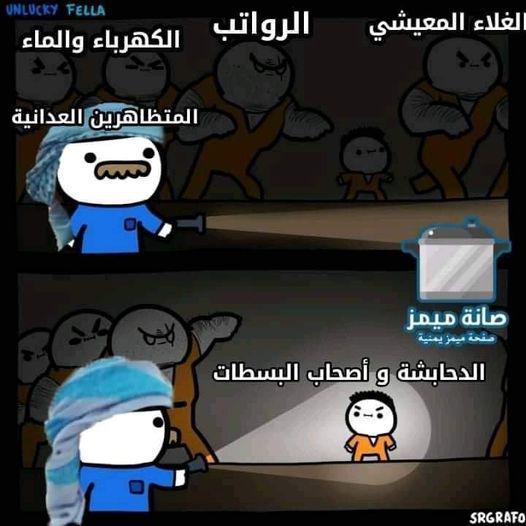 UNLUCKY FELLA
الغلاء المعيشي
الرواتب
الكهرباء والماء
المتظاهرين العدانية
صانة ميمز
صفحة ميمز يمنية
الدحابشة و أصحاب البسطات
SRGRAFO